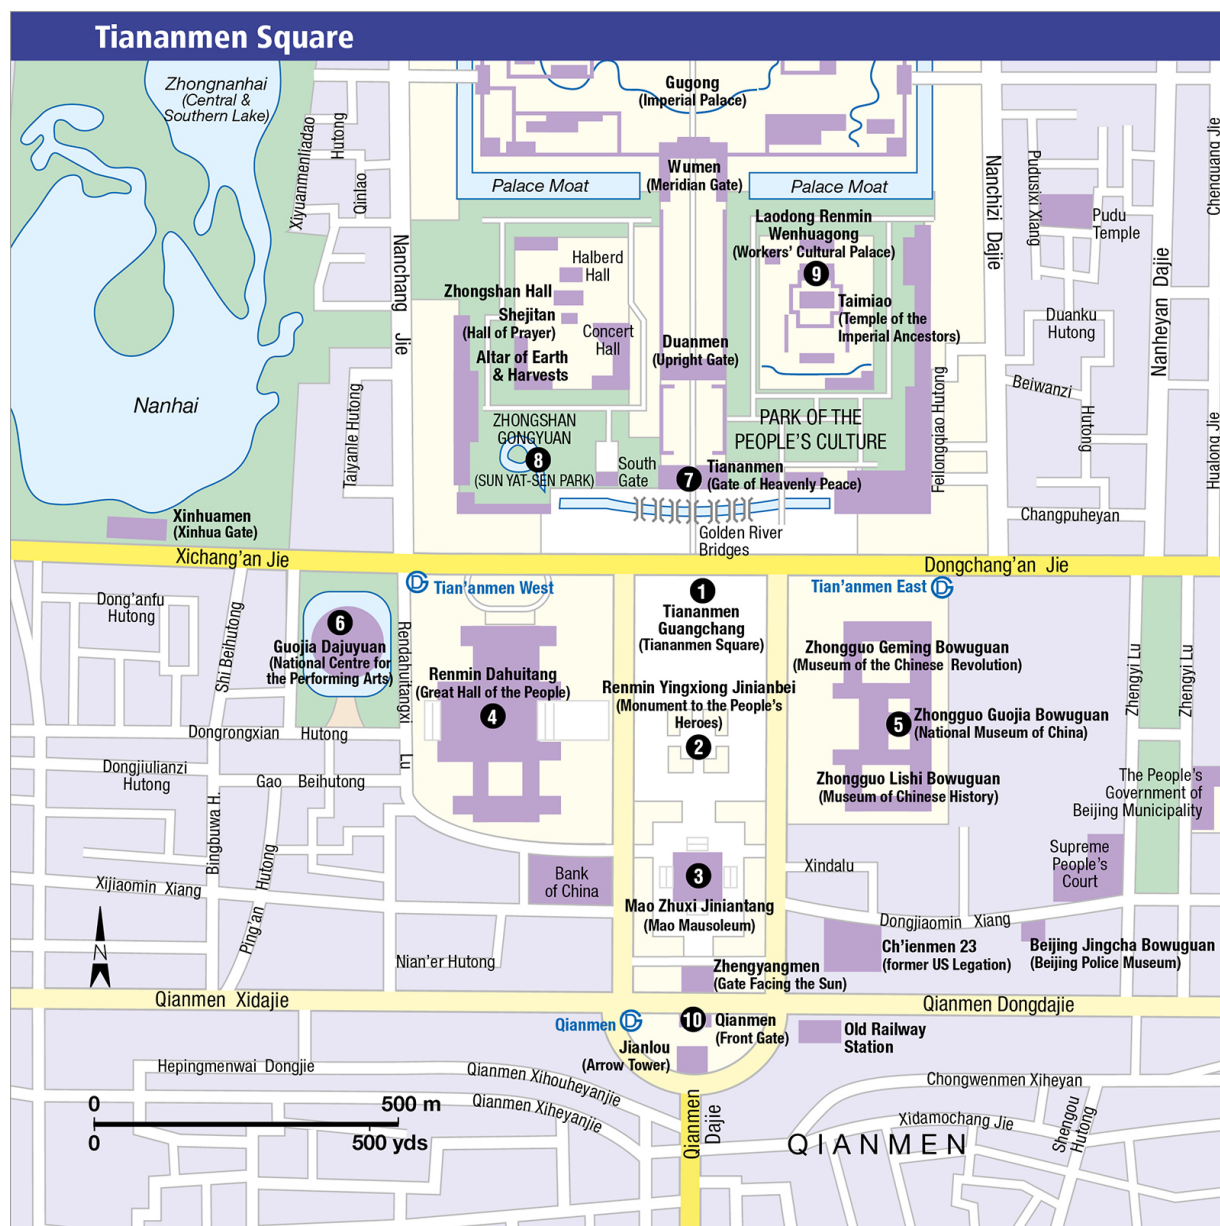 Tiananmen Square
Zhongnanhai
(Central &
Southern Lake)
Gugong
(Imperial Palace)
Xiyuanmenliadao
Hutong
Qinlao
Wumen
(Meridian Gate)
Palace Moat
Palace Moat
Nanchizi Dajie
Pudusixi Xiang
Pudu
Temple
Chenguang Jie
Laodong Renmin
Wenhuagong
(Workers' Cultural Palace)
9
Nanchang Jie
Halberd
Hall
Zhongshan Hall
Shejitan
(Hall of Prayer)
Concert
Hall
Altar of Earth
& Harvests
Taimiao
(Temple of the
Imperial Ancestors)
Duanmen
(Upright Gate)
Duanku
Hutong
Nanheyan Dajie
Beiwanzi
Hutong
Nanhai
Taiyanle Hutong
Feilongqiao Hutong
Hualong Jie
ZHONGSHAN
GONGYUAN
8
(SUN YAT-SEN PARK)
South
Gate
PARK OF THE
PEOPLE'S CULTURE
7
Tiananmen
(Gate of Heavenly Peace)
Xinhuamen
(Xinhua Gate)
Golden River
Bridges
Changpuheyan
Xichang'an Jie
Dongchang'an Jie
Tian'anmen West
Tian'anmen East
1
Tiananmen
Guangchang
(Tiananmen Square)
Dong'anfu
Hutong
Shi Beihutong
6
Guojia Dajuyuan
(National Centre for
the Performing Arts)
Rendahuitangxi Lu
Renmin Dahuitang
(Great Hall of the People)
4
Renmin Yingxiong Jinianbei
(Monument to the People's
Heroes)
2
Zhongguo Geming Bowuguan
(Museum of the Chinese Revolution)
5
Zhongguo Guojia Bowuguan
(National Museum of China)
Zhongguo Lishi Bowuguan
(Museum of Chinese History)
Zhengyi Lu
Zhengyi Lu
Dongrongxian Hutong
Dongjiulianzi
Hutong
Gao Beihutong
The People's
Government of
Beijing Municipality
Bingbuwa H.
Ping'an Hutong
Xijiaomin Xiang
Bank
of China
3
Mao Zhuxi Jiniantang
(Mao Mausoleum)
Xindalu
Supreme
People's
Court
Dongjiaomin Xiang
Ch'ienmen 23
(former US Legation)
Beijing Jingcha Bowuguan
(Beijing Police Museum)
N
Nian'er Hutong
Zhengyangmen
(Gate Facing the Sun)
Qianmen Xidajie
Qianmen Dongdajie
Qianmen
10
Qianmen
(Front Gate)
Jianlou
(Arrow Tower)
Old Railway
Station
Hepingmenwai Dongjie
Qianmen Xihouheyanjie
Qianmen Xiheyanjie
Qianmen
Dajie
Chongwenmen Xiheyan
Xidamochang Jie
Shengou
Hutong
QIANMEN
0 500 m
0 500 yds